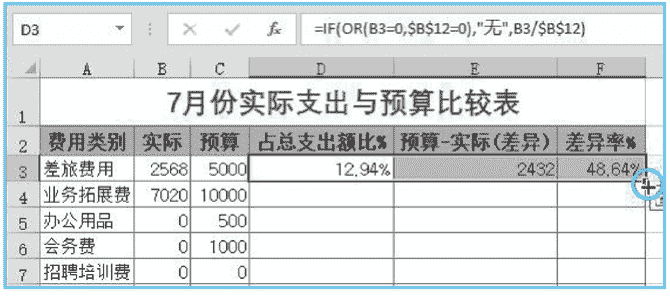 D3 fx =IF(OR(B3=0,$B$12=0),"无",B3/$B$12)
A B C D E F
1 7月份实际支出与预算比较表
2 费用类别 实际 预算 占总支出额比% 预算-实际(差异) 差异率%
3 差旅费用 2568 5000 12.94% 2432 48.64%
4 业务拓展费 7020 10000
5 办公用品 0 500
6 会务费 0 1000
7 招聘培训费 0 0